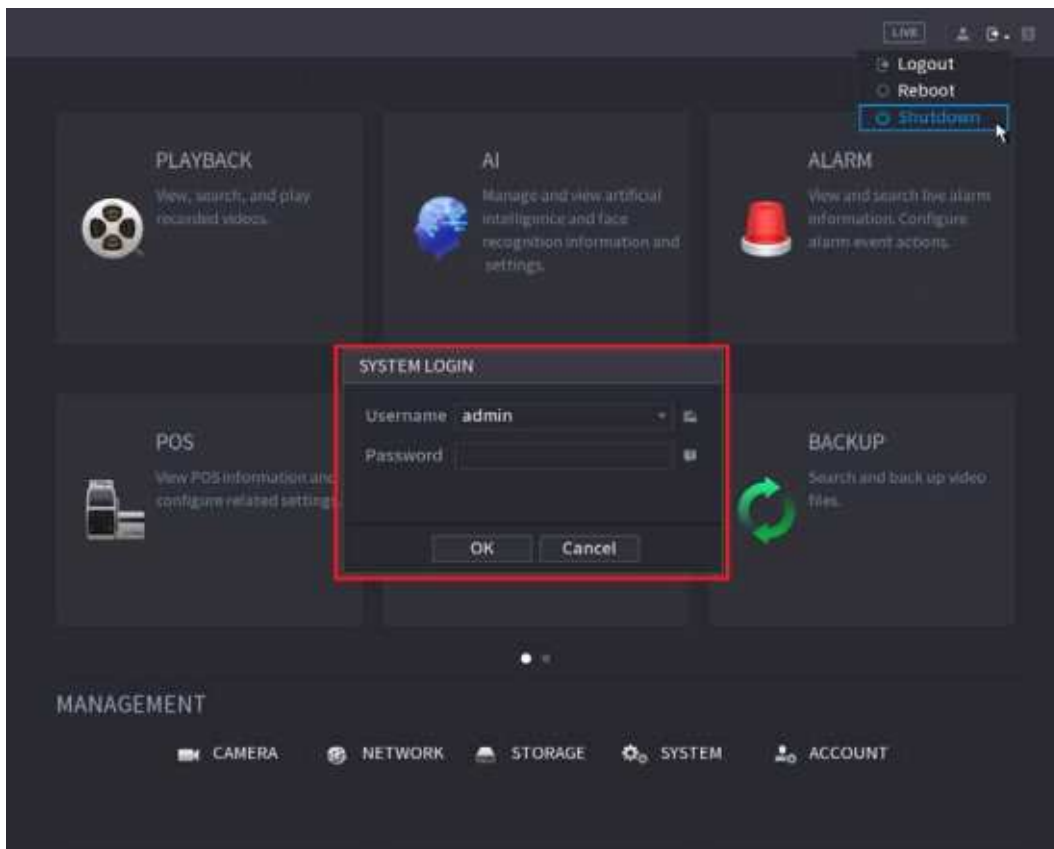 LIVE
Logout
Reboot
Shutdown
PLAYBACK
View, search, and play
recorded videos.
AI
Manage and view artificial
intelligence and face
recognition information and
settings.
ALARM
View and search live alarm
information. Configure
alarm event actions.
SYSTEM LOGIN
Username admin
Password
OK Cancel
POS
View POS information and
configure related settings.
BACKUP
Search and back up video
files.
MANAGEMENT
CAMERA NETWORK STORAGE SYSTEM ACCOUNT